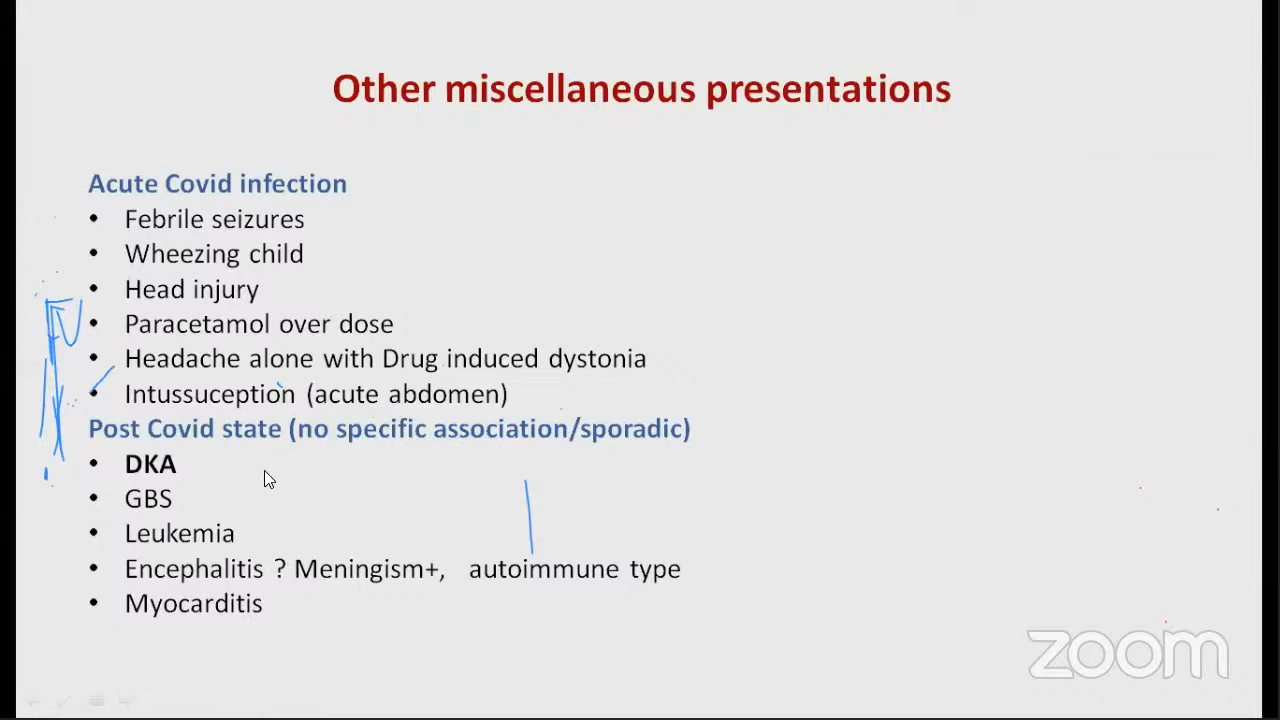 Other miscellaneous presentations
Acute Covid infection
• Febrile seizures
• Wheezing child
• Head injury
• Paracetamol over dose
• Headache alone with Drug induced dystonia
• Intussuception (acute abdomen)
Post Covid state (no specific association/sporadic)
• DKA
• GBS
• Leukemia
• Encephalitis ? Meningism+, autoimmune type
• Myocarditis
zoom